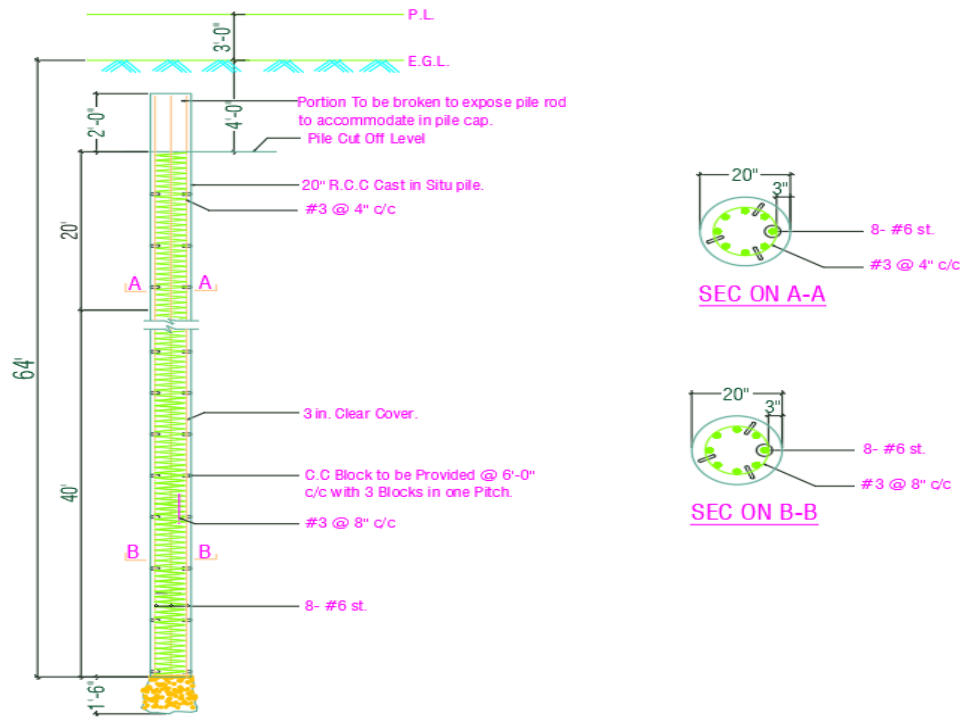 P.L.
3'-0"
E.G.L.
Portion To be broken to expose pile rod
to accommodate in pile cap.
2'-0"
4'-0"
Pile Cut Off Level
20" R.C.C Cast in Situ pile.
#3 @ 4" c/c
20'
A A
64'
3 in. Clear Cover.
C.C Block to be Provided @ 6'-0"
c/c with 3 Blocks in one Pitch.
40'
#3 @ 8" c/c
B B
8- #6 st.
1'-6"
20"
3"
8- #6 st.
#3 @ 4" c/c
SEC ON A-A
20"
3"
8- #6 st.
#3 @ 8" c/c
SEC ON B-B